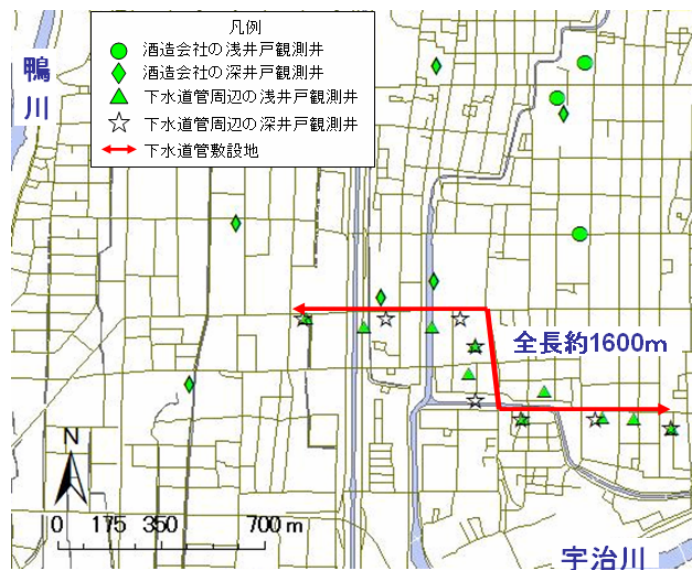 凡例
酒造会社の浅井戸観測井
酒造会社の深井戸観測井
下水道管周辺の浅井戸観測井
下水道管周辺の深井戸観測井
下水道管敷設地
鴨川
全長約1600m
N
0 175 350 700 m
宇治川